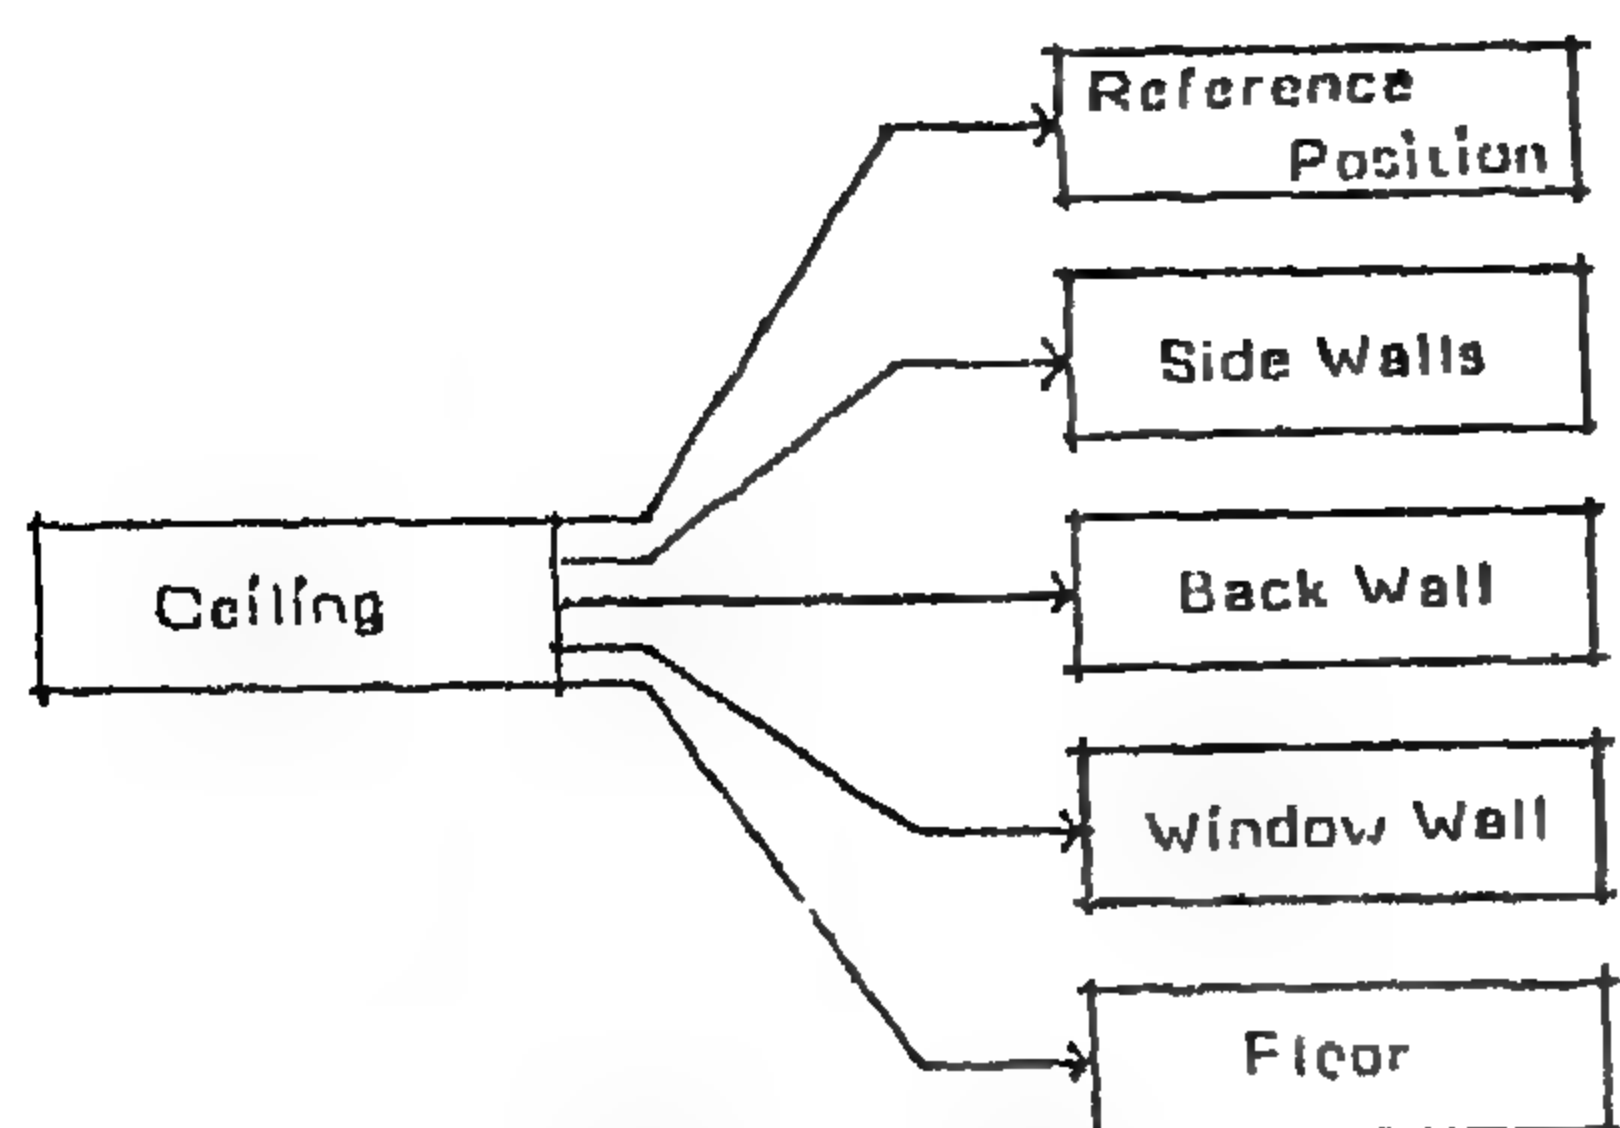 Reference
Position
Side Walls
Ceiling
Back Wall
Window Wall
Floor